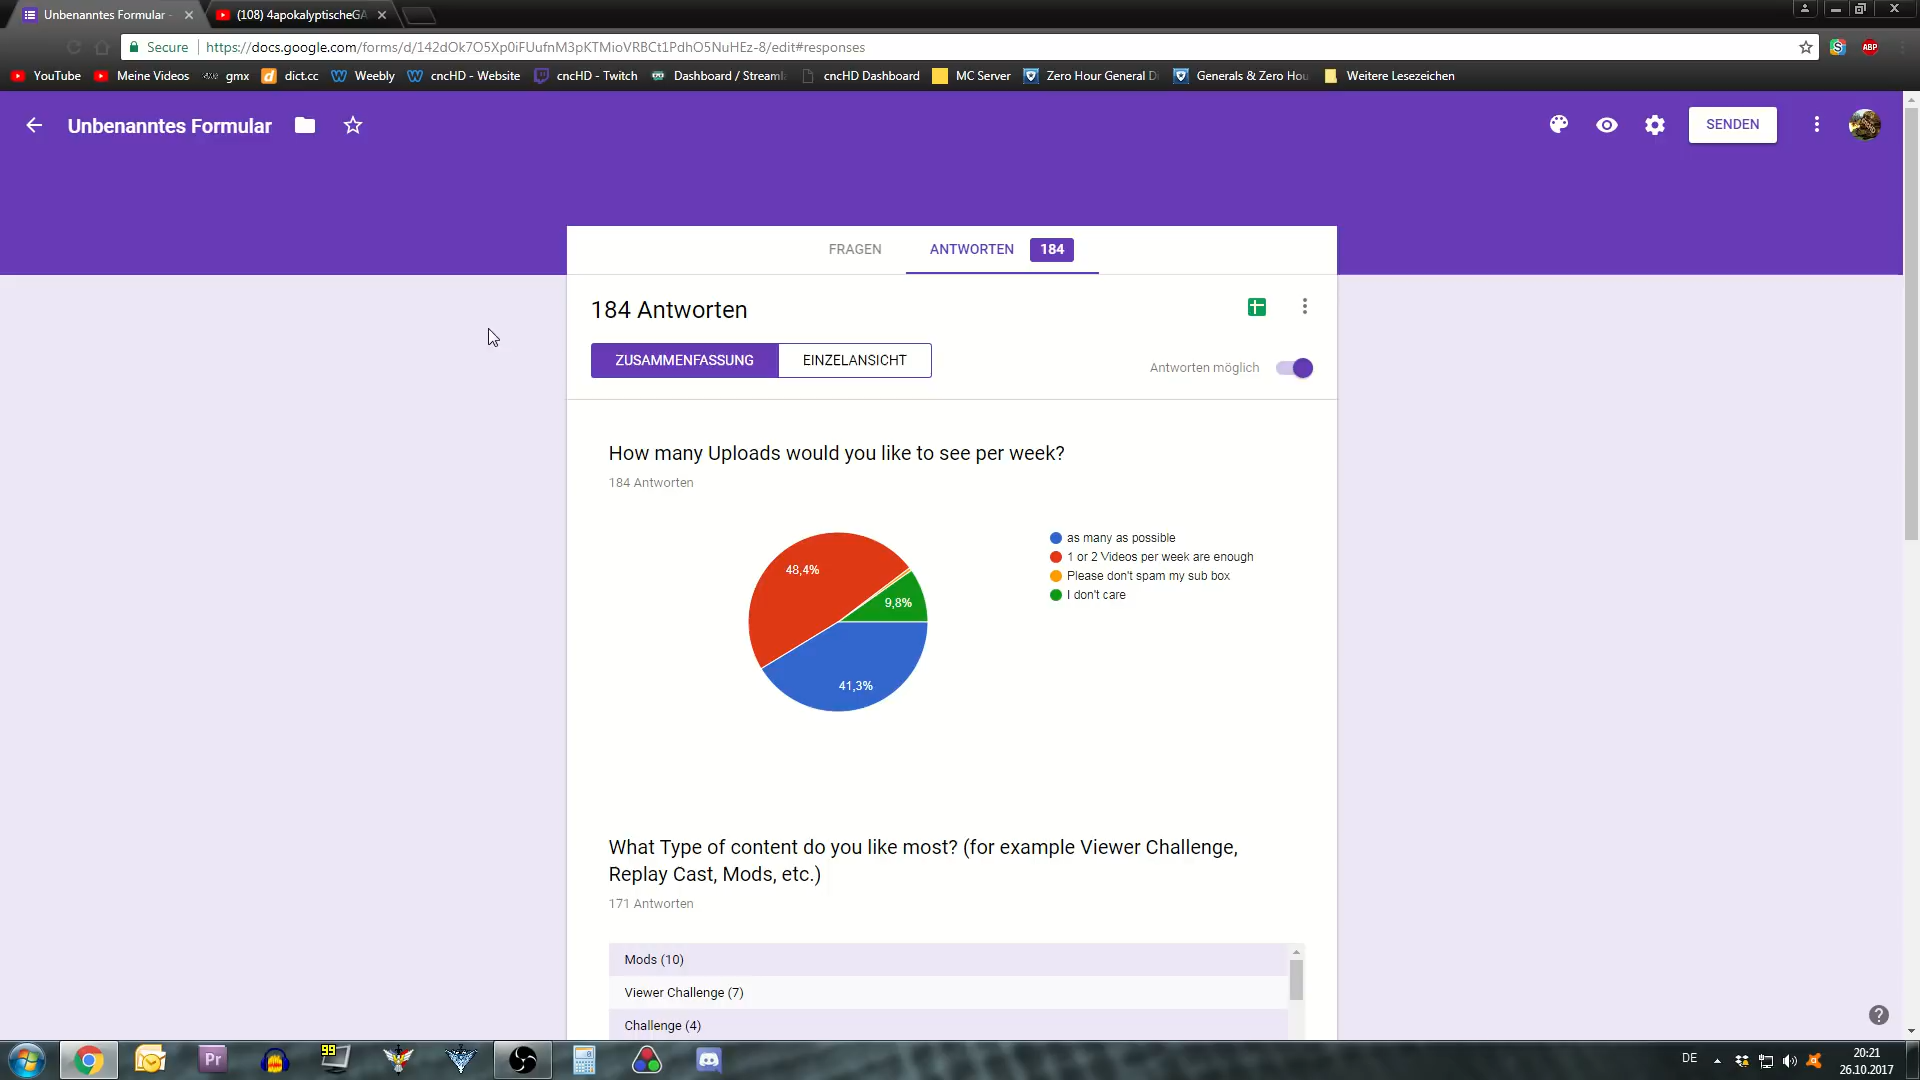 Unbenanntes Formular -
(108) 4apokalyptischeGA
Secure
https://docs.google.com/forms/d/142dOk7O5Xp0iFUufnM3pKTMioVRBCt1PdhO5NuHEz-8/edit#responses
ABP
YouTube
Meine Videos
gmx
dict.cc
Weebly
cncHD - Website
cncHD - Twitch
Dashboard / Streaml
cncHD Dashboard
MC Server
Zero Hour General D
Generals & Zero Hou
Weitere Lesezeichen
Unbenanntes Formular
SENDEN
FRAGEN
ANTWORTEN 184
184 Antworten
ZUSAMMENFASSUNG
EINZELANSICHT
Antworten möglich
How many Uploads would you like to see per week?
184 Antworten
48,4%
9,8%
41,3%
as many as possible
1 or 2 Videos per week are enough
Please don't spam my sub box
I don't care
What Type of content do you like most? (for example Viewer Challenge,
Replay Cast, Mods, etc.)
171 Antworten
Mods (10)
Viewer Challenge (7)
Challenge (4)
Pr
99
DE
20:21
26.10.2017